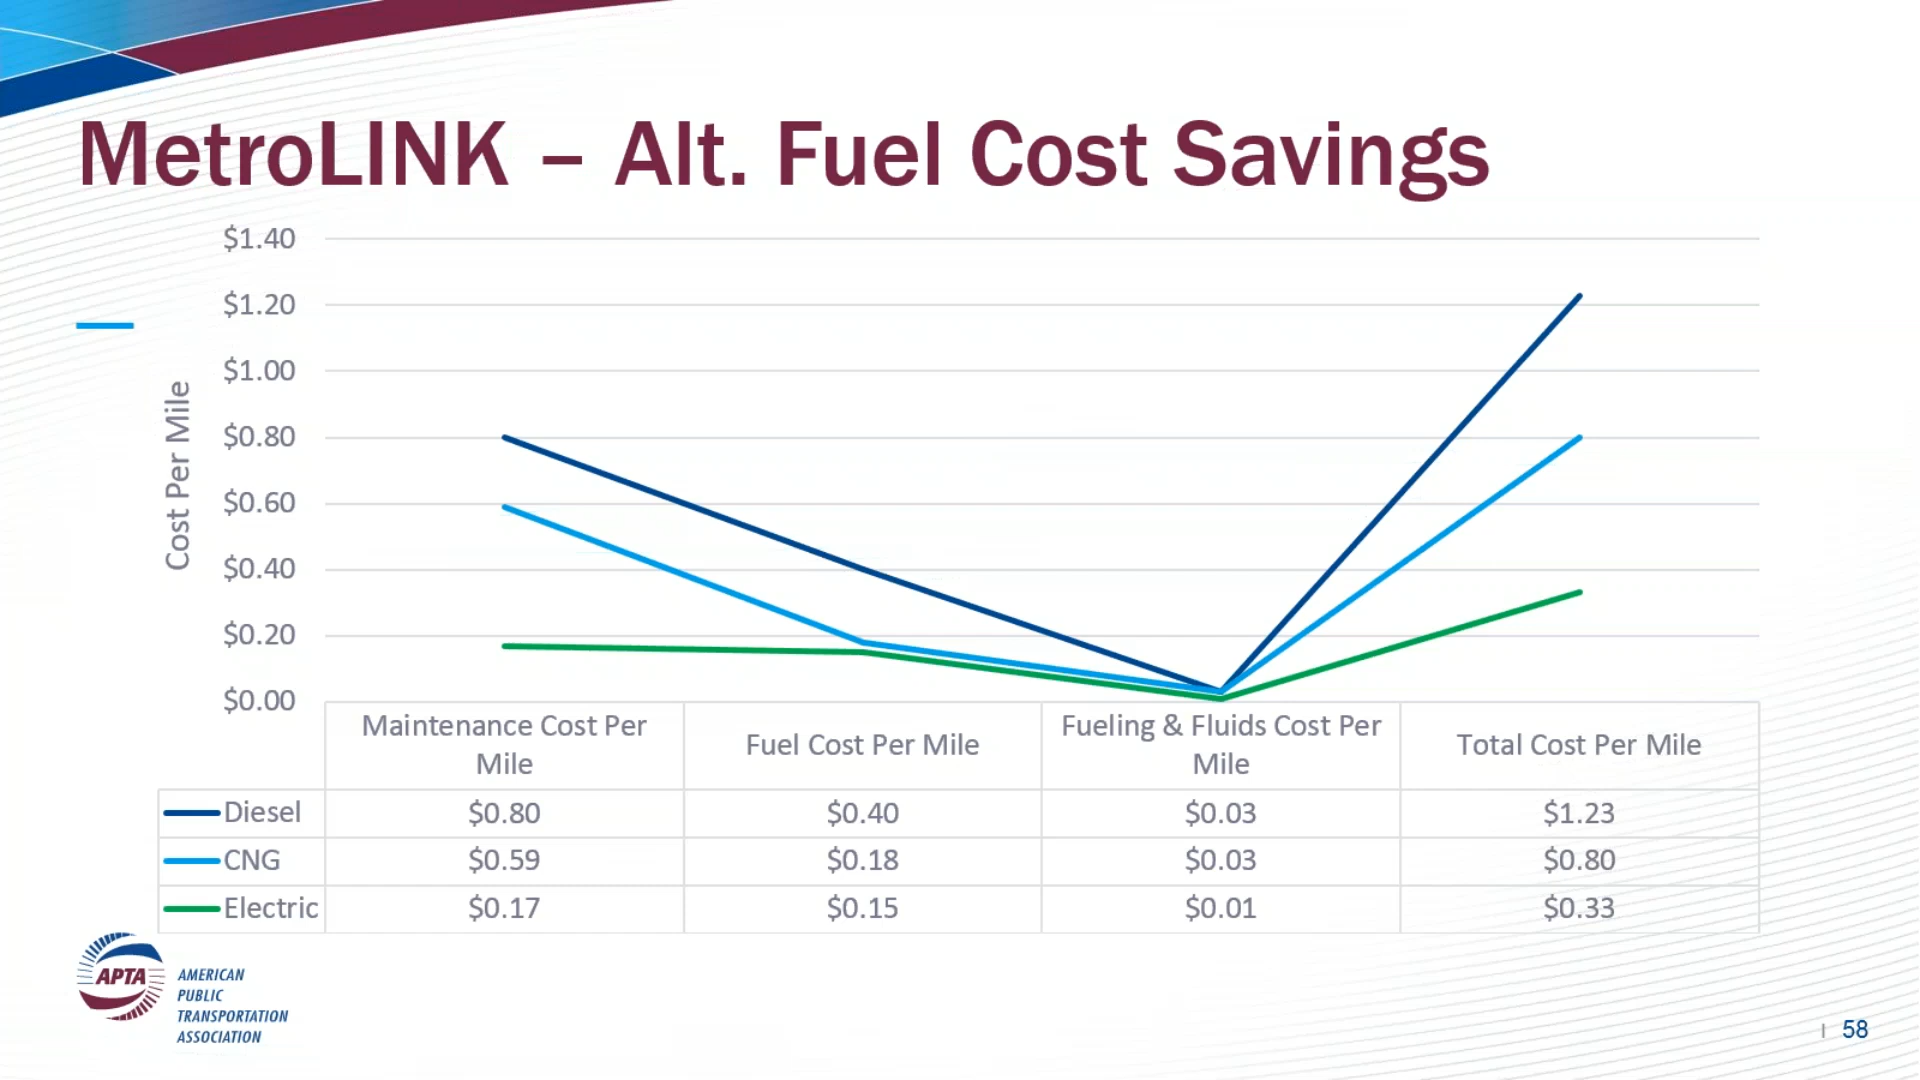 MetroLINK – Alt. Fuel Cost Savings
$1.40
$1.20
$1.00
$0.80
$0.60
$0.40
$0.20
$0.00
Cost Per Mile
Maintenance Cost Per
Mile
Fuel Cost Per Mile
Fueling & Fluids Cost Per
Mile
Total Cost Per Mile
Diesel $0.80 $0.40 $0.03 $1.23
CNG $0.59 $0.18 $0.03 $0.80
Electric $0.17 $0.15 $0.01 $0.33
APTA
AMERICAN
PUBLIC
TRANSPORTATION
ASSOCIATION
| 58